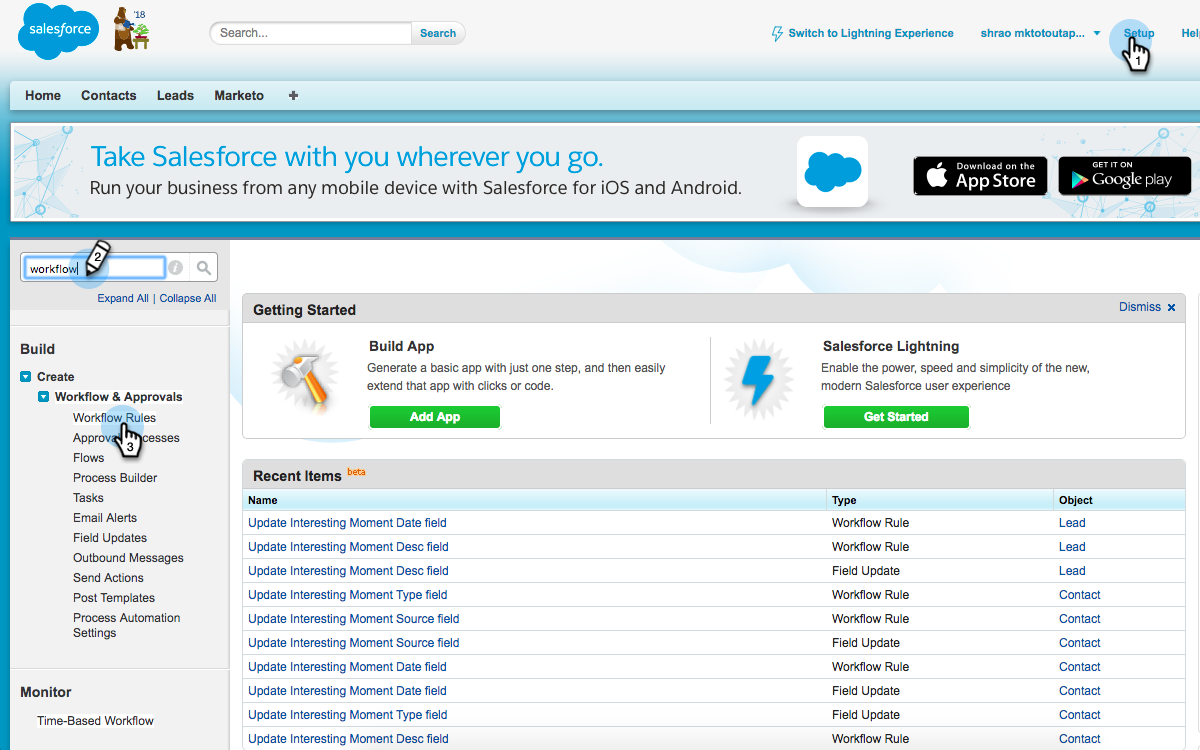 salesforce
'18
Search...
Search
Switch to Lightning Experience
shrao mktotoutap...
Setup
1
Home
Contacts
Leads
Marketo
+
Take Salesforce with you wherever you go.
Run your business from any mobile device with Salesforce for iOS and Android.
Download on the
App Store
GET IT ON
Google play
workflow
2
i
Expand All | Collapse All
Build
Create
Workflow & Approvals
Workflow Rules
3
Flows
Process Builder
Tasks
Email Alerts
Field Updates
Outbound Messages
Send Actions
Post Templates
Process Automation
Settings
Monitor
Time-Based Workflow
Getting Started
Dismiss x
Build App
Generate a basic app with just one step, and then easily
extend that app with clicks or code.
Add App
Salesforce Lightning
Enable the power, speed and simplicity of the new,
modern Salesforce user experience
Get Started
Recent Items beta
Name Type Object
Update Interesting Moment Date field Workflow Rule Lead
Update Interesting Moment Desc field Workflow Rule Lead
Update Interesting Moment Desc field Field Update Lead
Update Interesting Moment Type field Workflow Rule Contact
Update Interesting Moment Source field Workflow Rule Contact
Update Interesting Moment Source field Field Update Contact
Update Interesting Moment Date field Workflow Rule Contact
Update Interesting Moment Date field Field Update Contact
Update Interesting Moment Type field Field Update Contact
Update Interesting Moment Desc field Workflow Rule Contact